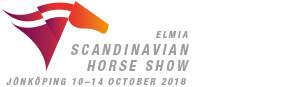 ELMIA
SCANDINAVIAN
HORSE SHOW
JÖNKÖPING 10–14 OCTOBER 2018